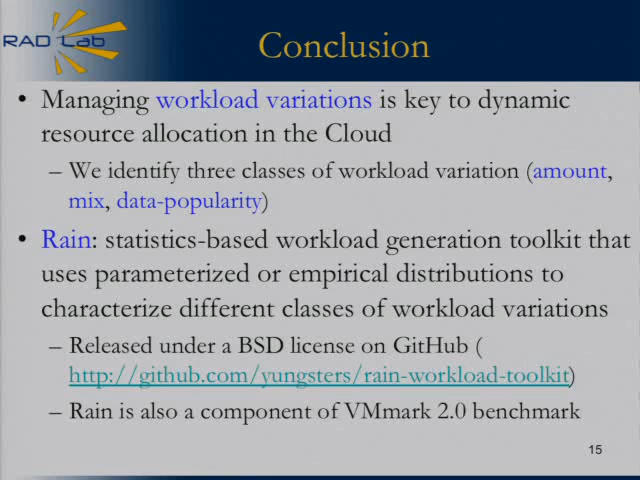 RAD Lab
Conclusion
• Managing workload variations is key to dynamic
resource allocation in the Cloud
– We identify three classes of workload variation (amount,
mix, data-popularity)
• Rain: statistics-based workload generation toolkit that
uses parameterized or empirical distributions to
characterize different classes of workload variations
– Released under a BSD license on GitHub (
http://github.com/yungsters/rain-workload-toolkit)
– Rain is also a component of VMmark 2.0 benchmark
15